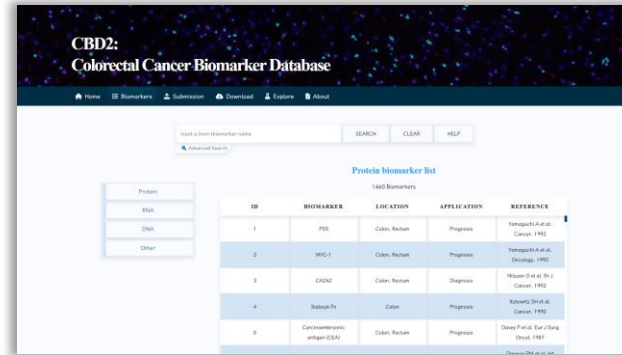 CBD2:
Colorectal Cancer Biomarker Database
Home Biomarkers Submission Download Explore About
Input a (non-)biomarker name SEARCH CLEAR HELP
Advanced Search
Protein biomarker list
1460 Biomarkers
Protein
RNA
DNA
Other
ID BIOMARKER LOCATION APPLICATION REFERENCE
1 P53 Colon, Rectum Prognosis Yamaguchi A et al.
Cancer. 1992
2 MYC-1 Colon, Rectum Prognosis Yamaguchi A et al.
Oncology. 1992
3 CA242 Colon, Rectum Diagnosis Nilsson O et al. Br J
Cancer. 1992
4 Sialosyl-Tn Colon Prognosis Itzkowitz SH et al.
Cancer. 1990
5 Carcinoembryonic
antigen (CEA) Colon, Rectum Prognosis Davey P et al. Eur J Surg
Oncol. 1987